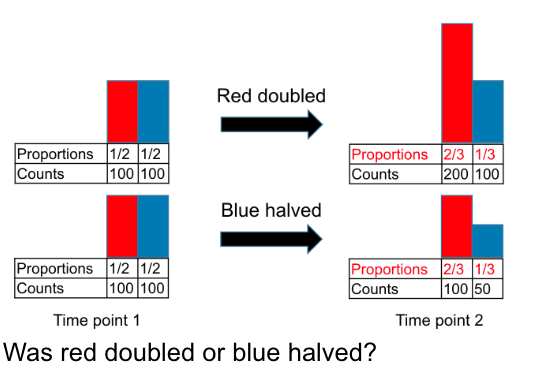 Red doubled
Proportions 1/2 1/2
Counts 100 100
Proportions 2/3 1/3
Counts 200 100
Blue halved
Proportions 1/2 1/2
Counts 100 100
Proportions 2/3 1/3
Counts 100 50
Time point 1
Time point 2
Was red doubled or blue halved?